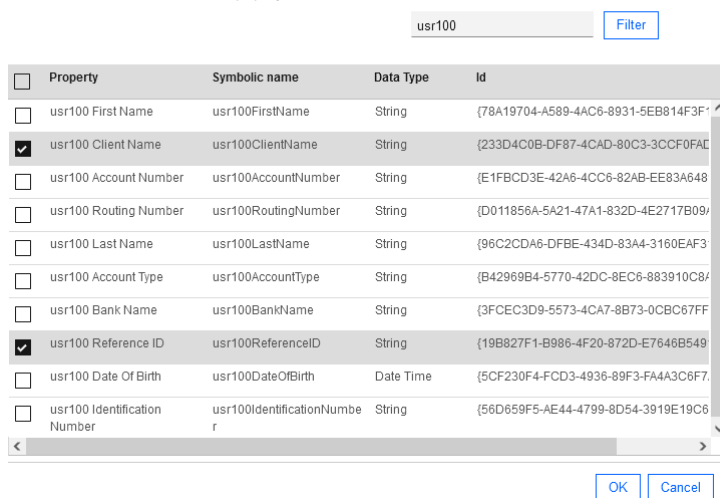 usr100 Filter
Property Symbolic name Data Type Id
usr100 First Name usr100FirstName String {78A19704-A589-4AC6-8931-5EB814F3F1
usr100 Client Name usr100ClientName String {233D4C0B-DF87-4CAD-80C3-3CCF0FAD
usr100 Account Number usr100AccountNumber String {E1FBCD3E-42A6-4CC6-82AB-EE83A648
usr100 Routing Number usr100RoutingNumber String {D011856A-5A21-47A1-832D-4E2717B09
usr100 Last Name usr100LastName String {96C2CDA6-DFBE-434D-83A4-3160EAF3
usr100 Account Type usr100AccountType String {B42969B4-5770-42DC-8EC6-883910C8
usr100 Bank Name usr100BankName String {3FCEC3D9-5573-4CA7-8B73-0CBC67FF
usr100 Reference ID usr100ReferenceID String {19B827F1-B986-4F20-872D-E7646B549
usr100 Date Of Birth usr100DateOfBirth Date Time {5CF230F4-FCD3-4936-89F3-FA4A3C6F7
usr100 Identification usr100IdentificationNumbe String {56D659F5-AE44-4799-8D54-3919E19C6
Number r
OK Cancel